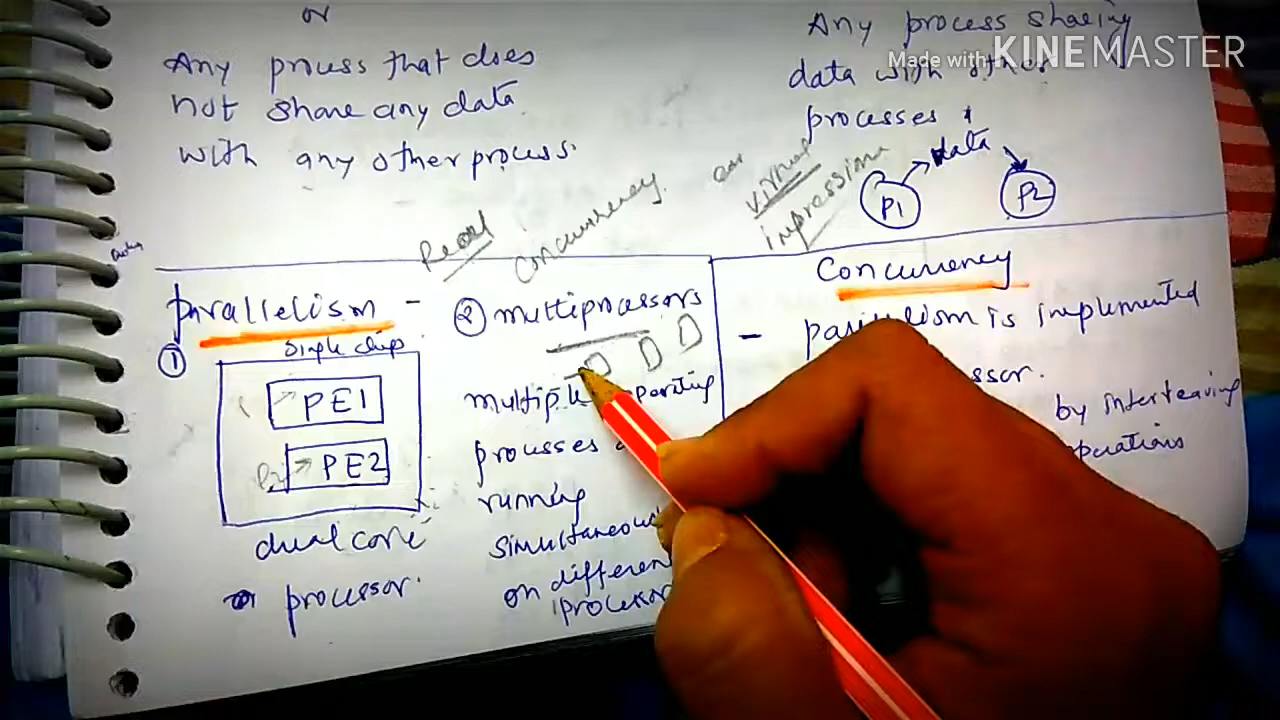 or
Any process that does
not share any data
with any other process.
Any process sharing
data with other
processes
Made with KINEMASTER
data
P1
P2
Real
concurrency
virtual
impression
parallelism -
①
single chip
PE1
PE2
dual core
processor.
② multiprocessors
multiple
processes
running
simultaneous
on different
processor
Concurrency
- parallelism is implemented
by interleaving
operations